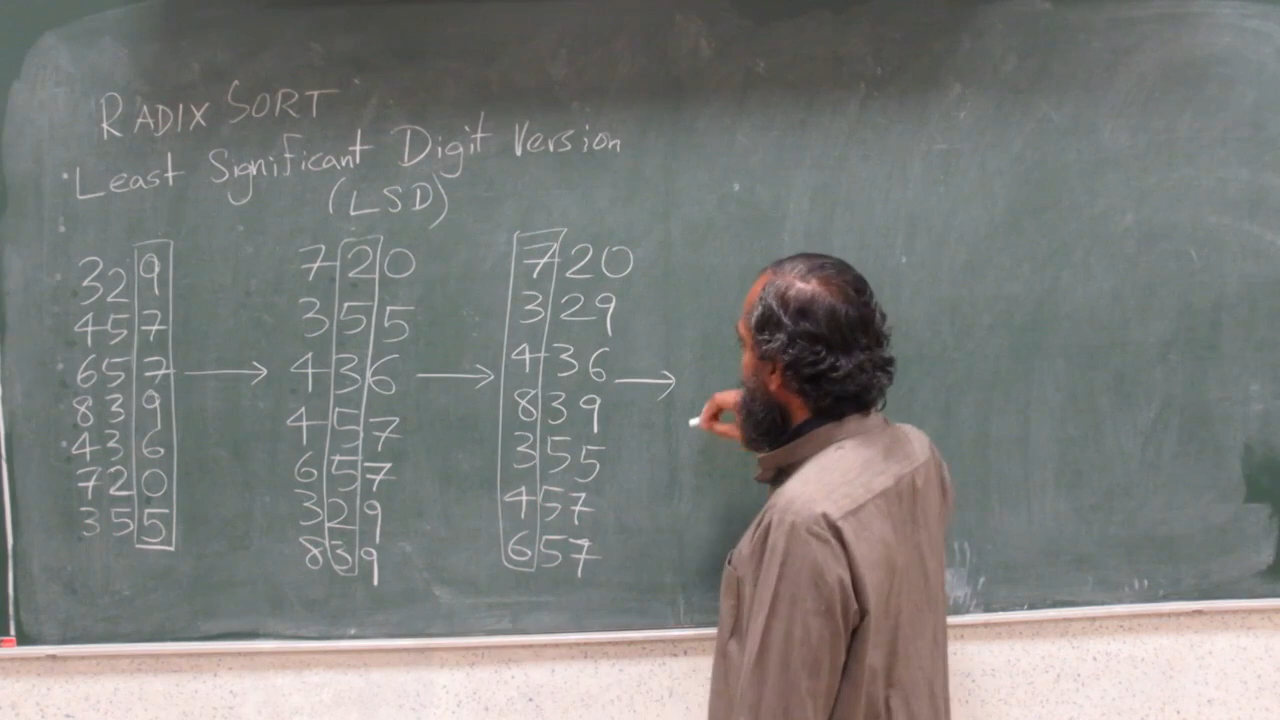 RADIX SORT
Least Significant Digit Version
(LSD)
329 720 720
457 355 329
657 → 436 → 436 →
839 457 839
436 657 355
720 329 457
355 839 657